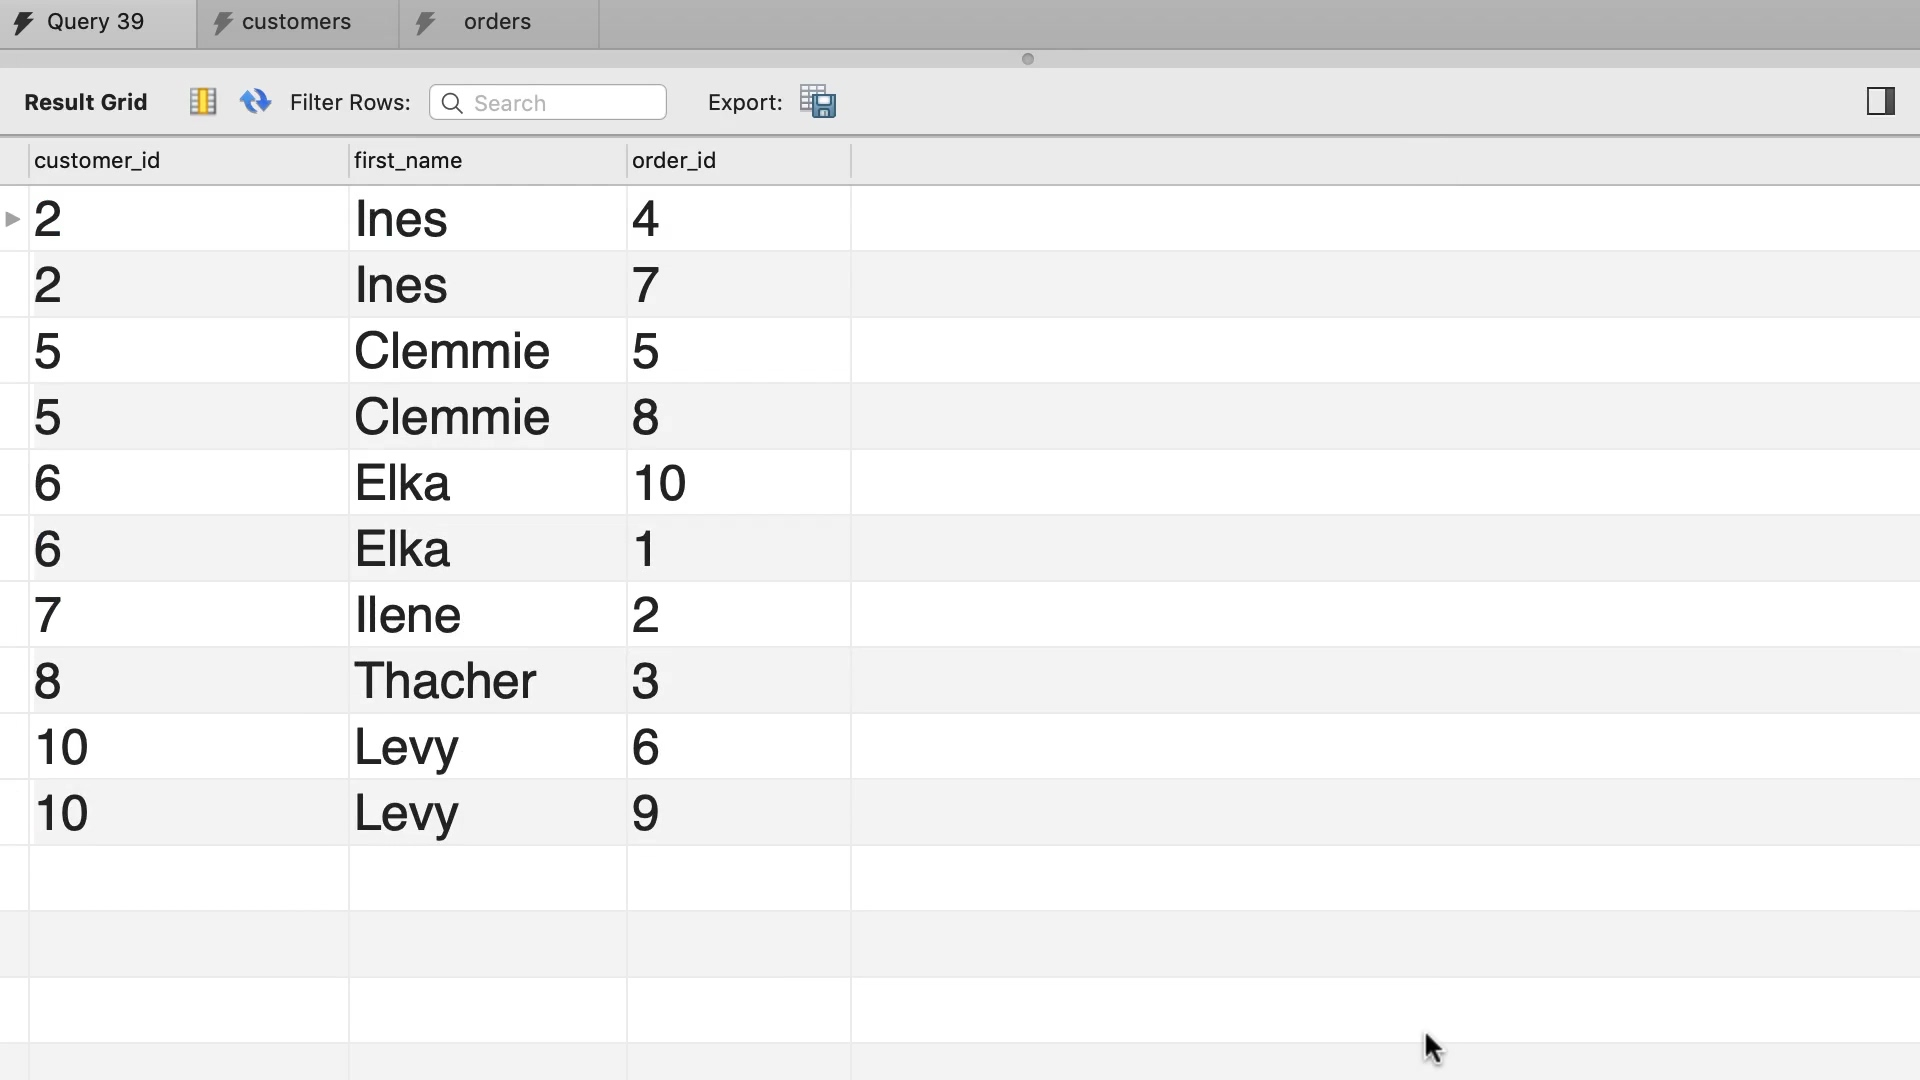 Query 39 customers orders
Result Grid Filter Rows: Search Export:
customer_id first_name order_id
2 Ines 4
2 Ines 7
5 Clemmie 5
5 Clemmie 8
6 Elka 10
6 Elka 1
7 Ilene 2
8 Thacher 3
10 Levy 6
10 Levy 9